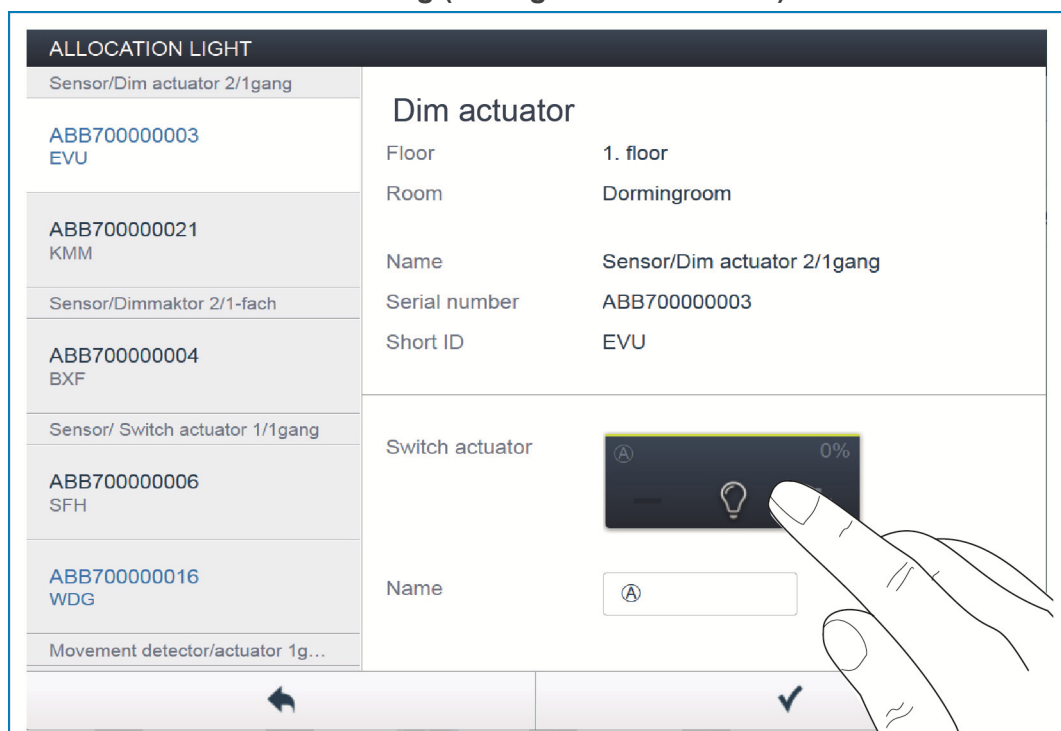 ALLOCATION LIGHT
Sensor/Dim actuator 2/1gang
ABB700000003
EVU
ABB700000021
KMM
Sensor/Dimmaktor 2/1-fach
ABB700000004
BXF
Sensor/ Switch actuator 1/1gang
ABB700000006
SFH
ABB700000016
WDG
Movement detector/actuator 1g...
Dim actuator
Floor 1. floor
Room Dormingroom
Name Sensor/Dim actuator 2/1gang
Serial number ABB700000003
Short ID EVU
Switch actuator
Ⓐ 0%
Name Ⓐ